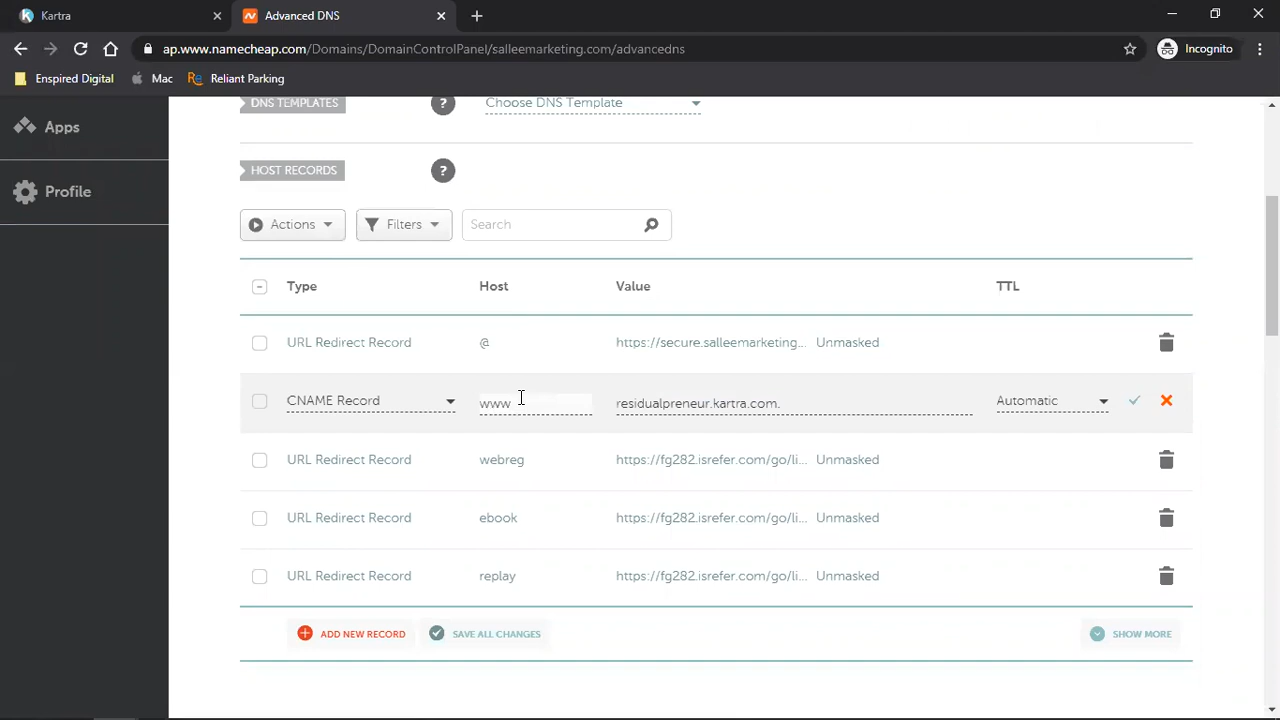 Kartra
Advanced DNS
ap.www.namecheap.com/Domains/DomainControlPanel/salleemarketing.com/advancedns
Incognito
Enspired Digital
Mac
Reliant Parking
DNS TEMPLATES
?
Choose DNS Template
Apps
HOST RECORDS
?
Profile
Actions
Filters
Search
Type Host Value TTL
URL Redirect Record @ https://secure.salleemarketing... Unmasked
CNAME Record www residualpreneur.kartra.com. Automatic
URL Redirect Record webreg https://fg282.isrefer.com/go/li... Unmasked
URL Redirect Record ebook https://fg282.isrefer.com/go/li... Unmasked
URL Redirect Record replay https://fg282.isrefer.com/go/li... Unmasked
ADD NEW RECORD
SAVE ALL CHANGES
SHOW MORE